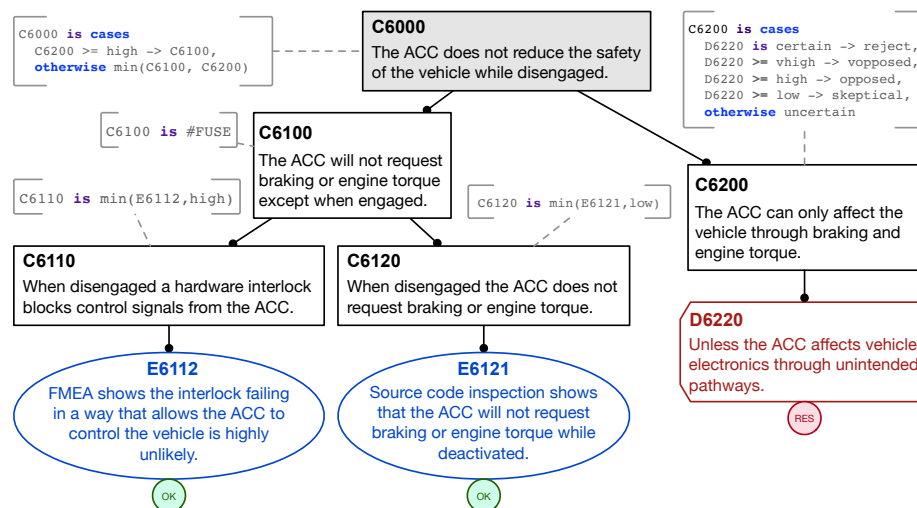 C6000 is cases
C6200 >= high -> C6100,
otherwise min(C6100, C6200)
C6000
The ACC does not reduce the safety
of the vehicle while disengaged.
C6200 is cases
D6220 is certain -> reject,
D6220 >= vhigh -> vopposed,
D6220 >= high -> opposed,
D6220 >= low -> skeptical,
otherwise uncertain
C6100 is #FUSE
C6100
The ACC will not request
braking or engine torque
except when engaged.
C6110 is min(E6112,high)
C6120 is min(E6121,low)
C6200
The ACC can only affect the
vehicle through braking and
engine torque.
C6110
When disengaged a hardware interlock
blocks control signals from the ACC.
C6120
When disengaged the ACC does not
request braking or engine torque.
D6220
Unless the ACC affects vehicle
electronics through unintended
pathways.
RES
E6112
FMEA shows the interlock failing
in a way that allows the ACC to
control the vehicle is highly
unlikely.
OK
E6121
Source code inspection shows
that the ACC will not request
braking or engine torque while
deactivated.
OK